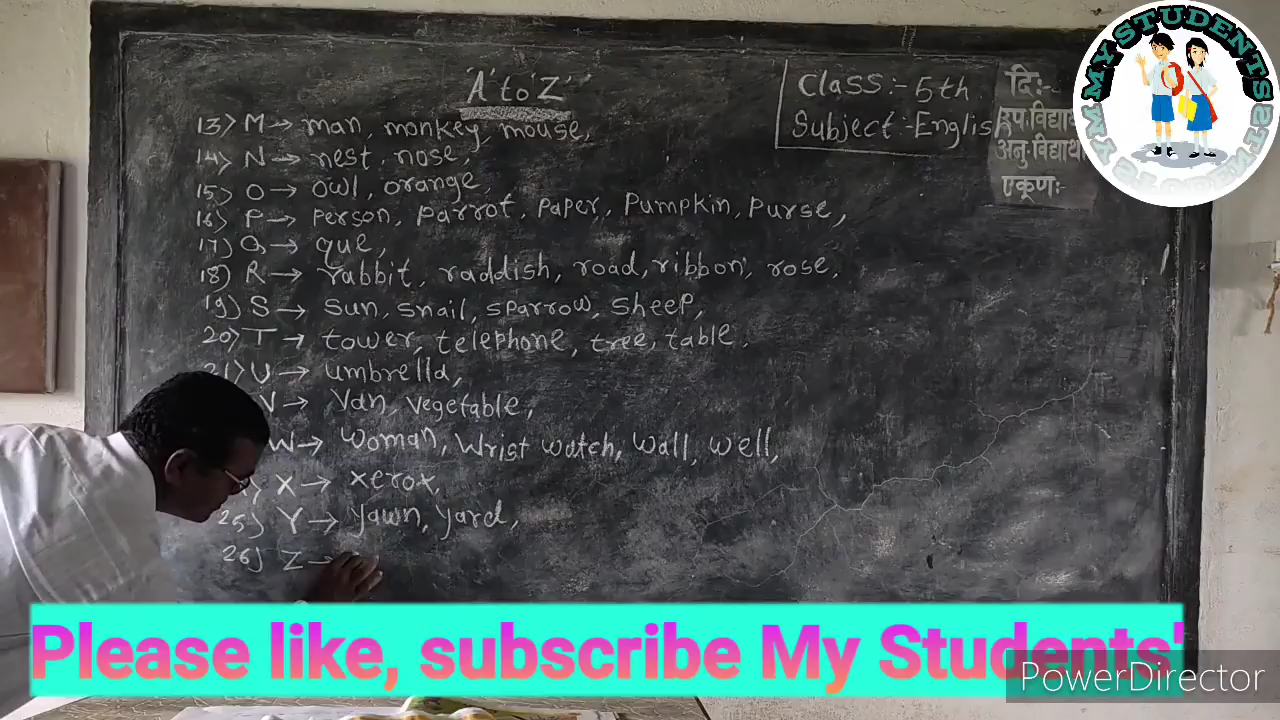 'A' to 'Z'
Class:- 5th
Subject:-English
दि:-
उप.विद्यार्थी
अनु.विद्यार्थी
एकूण:-
13) M → man, monkey, mouse,
14) N → nest, nose,
15) O → owl, orange,
16) P → person, parrot, paper, pumpkin, purse,
17) Q → que,
18) R → rabbit, raddish, road, ribbon, rose,
19) S → sun, snail, sparrow, sheep,
20) T → tower, telephone, tree, table.
21) U → umbrella,
V → van, vegetable,
W → woman, wrist watch, wall, well,
) X → xerox,
25) Y → yawn, yard,
26) Z →
MY STUDENTS
MY STUDENTS
Please like, subscribe My Students'
PowerDirector